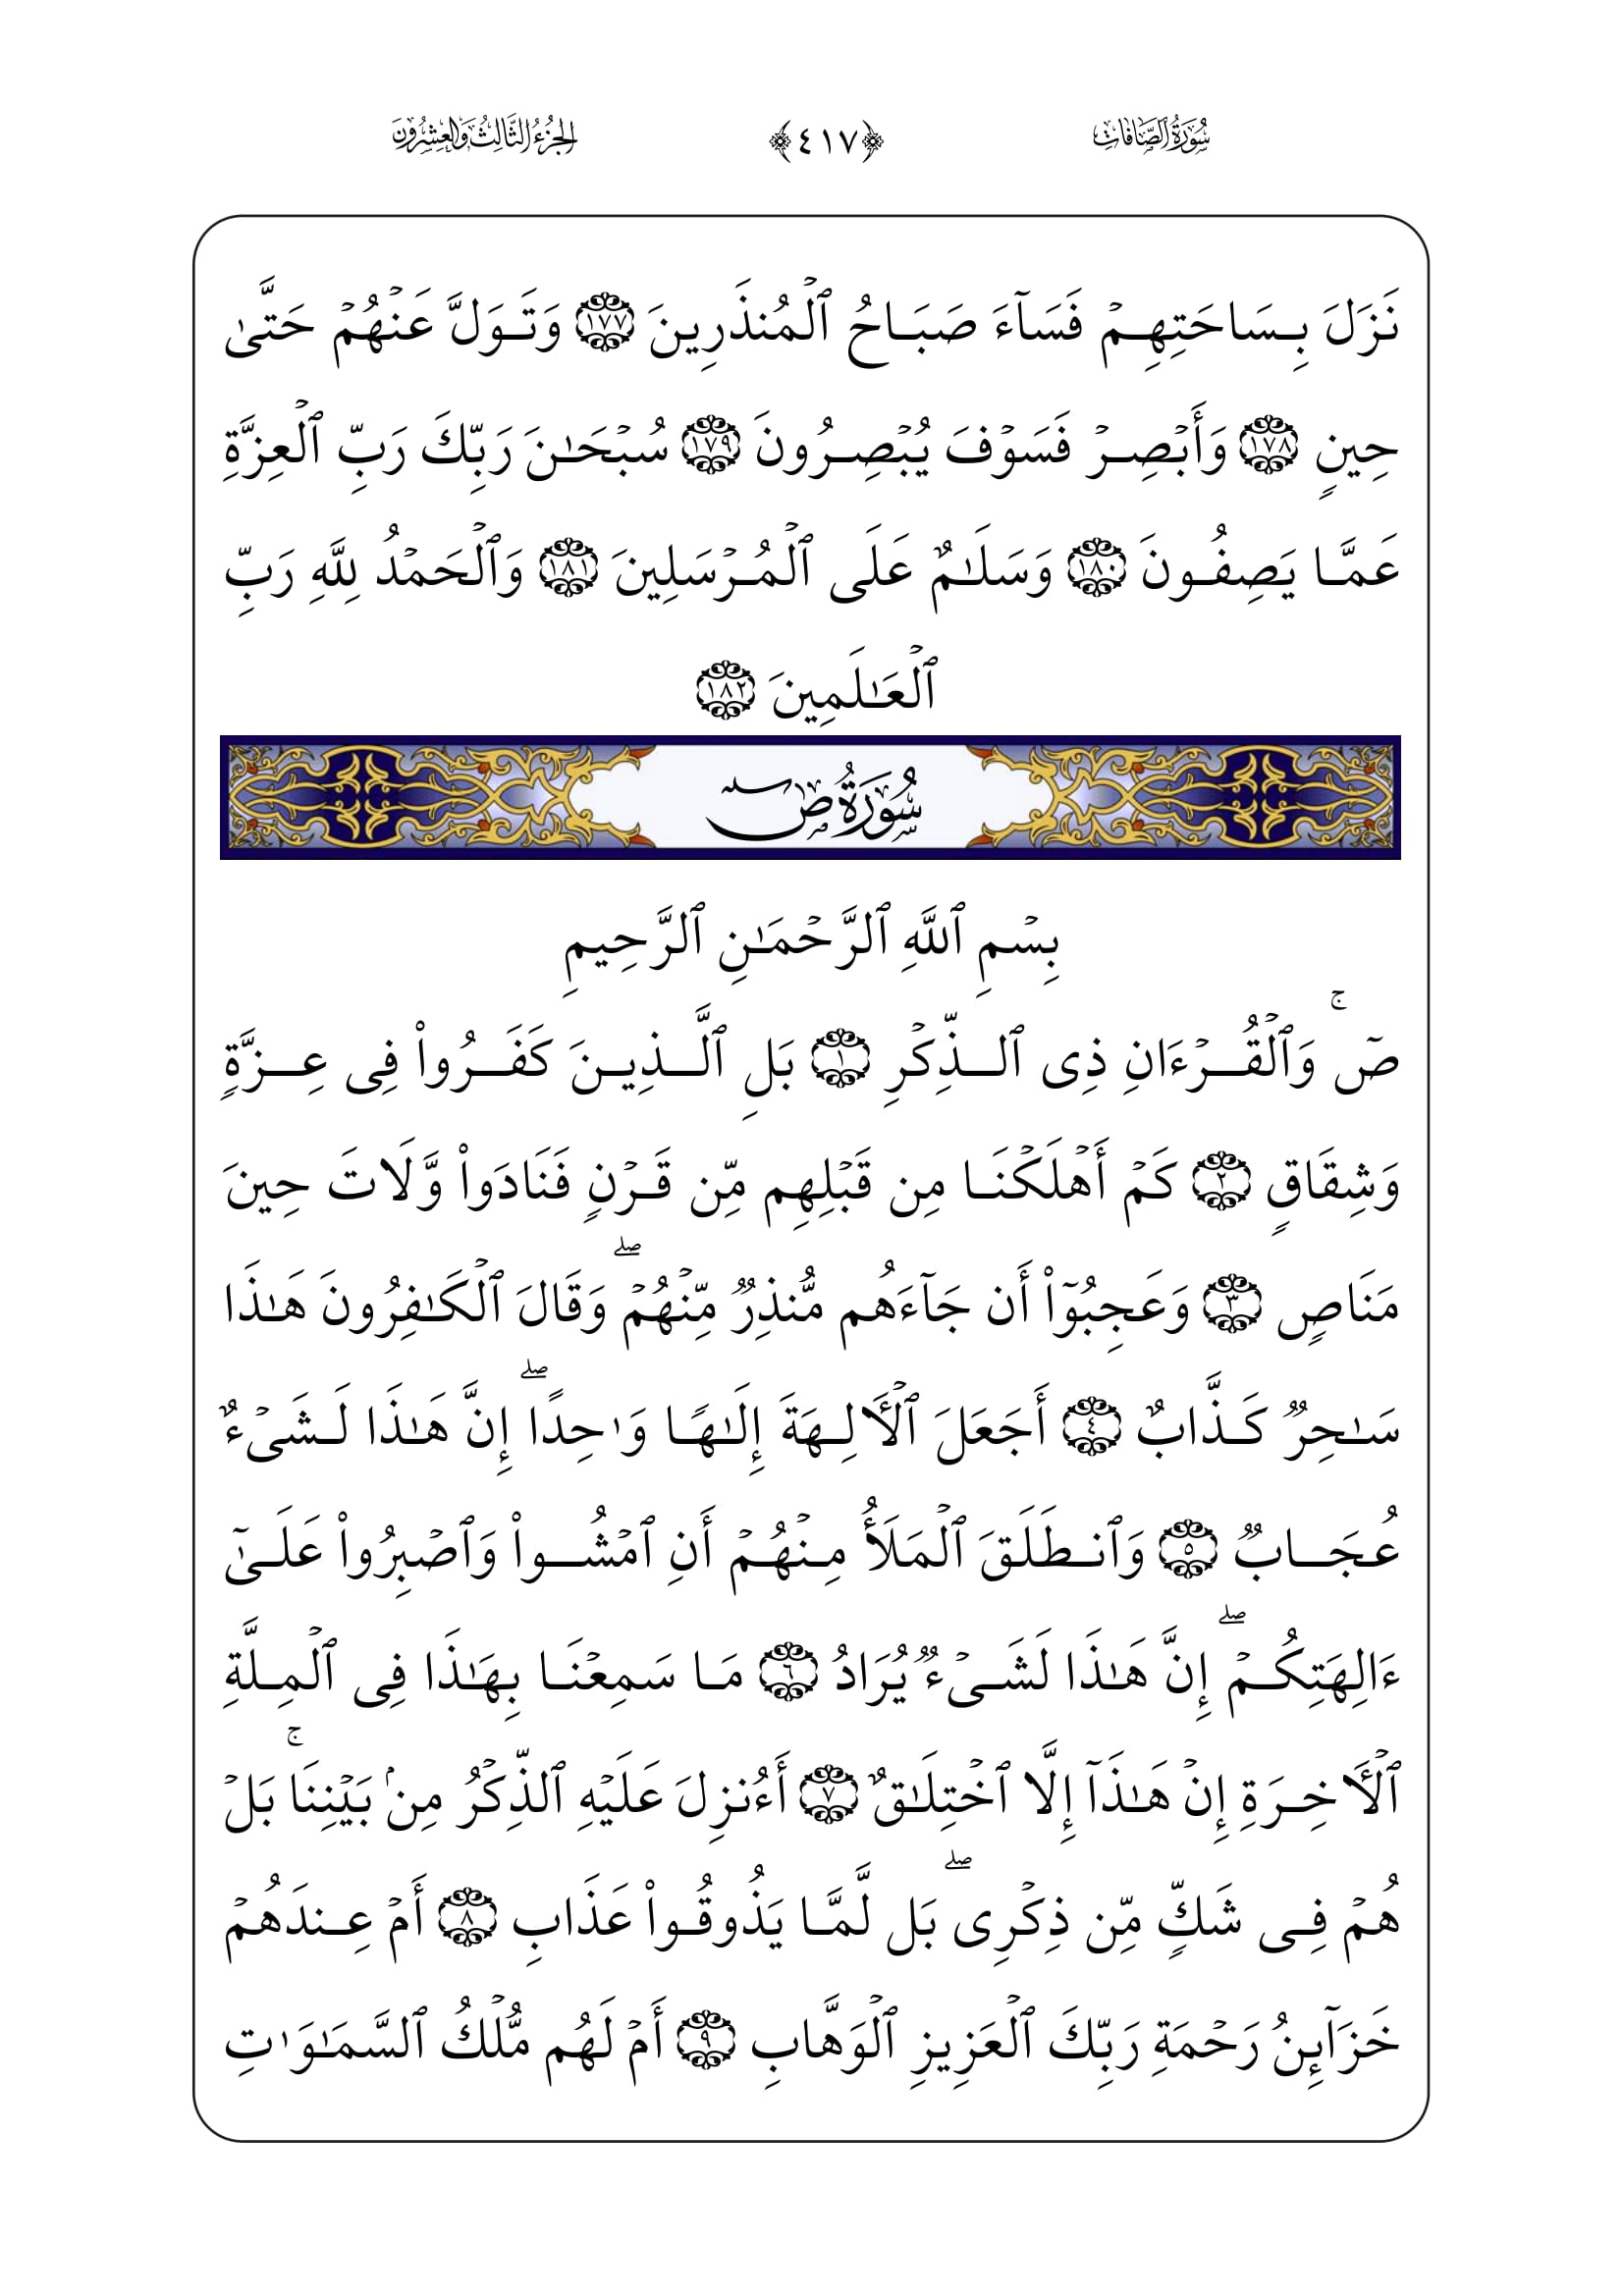 سُورَةُ الصَّافَاتِ ﴿٤١٧﴾ الجُزْءُ الثَّالِثُ وَالعِشْرُونَ
نَزَلَ بِسَاحَتِهِمۡ فَسَآءَ صَبَاحُ ٱلۡمُنذَرِينَ ١٧٧ وَتَوَلَّ عَنۡهُمۡ حَتَّىٰ
حِينٍ ١٧٨ وَأَبۡصِرۡ فَسَوۡفَ يُبۡصِرُونَ ١٧٩ سُبۡحَـٰنَ رَبِّكَ رَبِّ ٱلۡعِزَّةِ
عَمَّا يَصِفُونَ ١٨٠ وَسَلَـٰمٌ عَلَى ٱلۡمُرۡسَلِينَ ١٨١ وَٱلۡحَمۡدُ لِلَّهِ رَبِّ
ٱلۡعَـٰلَمِينَ ١٨٢
سُورَةُ صٓ
بِسۡمِ ٱللَّهِ ٱلرَّحۡمَـٰنِ ٱلرَّحِيمِ
صٓۚ وَٱلۡقُرۡءَانِ ذِى ٱلذِّكۡرِ ١ بَلِ ٱلَّذِينَ كَفَرُوا۟ فِى عِزَّةٍ
وَشِقَاقٍ ٢ كَمۡ أَهۡلَكۡنَا مِن قَبۡلِهِم مِّن قَرۡنٍ فَنَادَوا۟ وَّلَاتَ حِينَ
مَنَاصٍ ٣ وَعَجِبُوٓا۟ أَن جَآءَهُم مُّنذِرٌ مِّنۡهُمۡۖ وَقَالَ ٱلۡكَـٰفِرُونَ هَـٰذَا
سَـٰحِرٌ كَذَّابٌ ٤ أَجَعَلَ ٱلۡـَٔالِهَةَ إِلَـٰهًا وَٰحِدًاۖ إِنَّ هَـٰذَا لَشَىۡءٌ
عُجَابٌ ٥ وَٱنطَلَقَ ٱلۡمَلَأُ مِنۡهُمۡ أَنِ ٱمۡشُوا۟ وَٱصۡبِرُوا۟ عَلَىٰٓ
ءَالِهَتِكُمۡۖ إِنَّ هَـٰذَا لَشَىۡءٌ يُرَادُ ٦ مَا سَمِعۡنَا بِهَـٰذَا فِى ٱلۡمِلَّةِ
ٱلۡـَٔاخِرَةِ إِنۡ هَـٰذَآ إِلَّا ٱخۡتِلَـٰقٌ ٧ أَءُنزِلَ عَلَيۡهِ ٱلذِّكۡرُ مِنۢ بَيۡنِنَاۚ بَلۡ
هُمۡ فِى شَكٍّ مِّن ذِكۡرِىۖ بَل لَّمَّا يَذُوقُوا۟ عَذَابِ ٨ أَمۡ عِندَهُمۡ
خَزَآئِنُ رَحۡمَةِ رَبِّكَ ٱلۡعَزِيزِ ٱلۡوَهَّابِ ٩ أَمۡ لَهُم مُّلۡكُ ٱلسَّمَـٰوَٰتِ